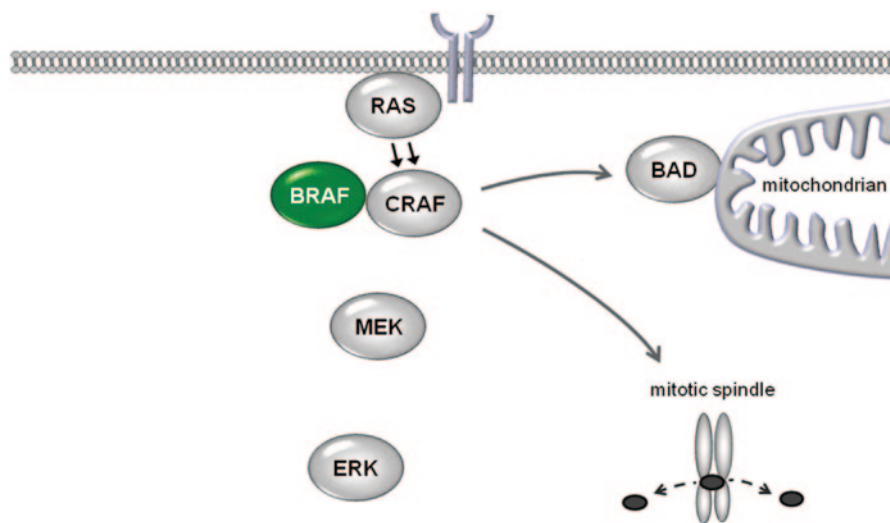 RAS
BRAF
CRAF
BAD
mitochondrian
MEK
mitotic spindle
ERK